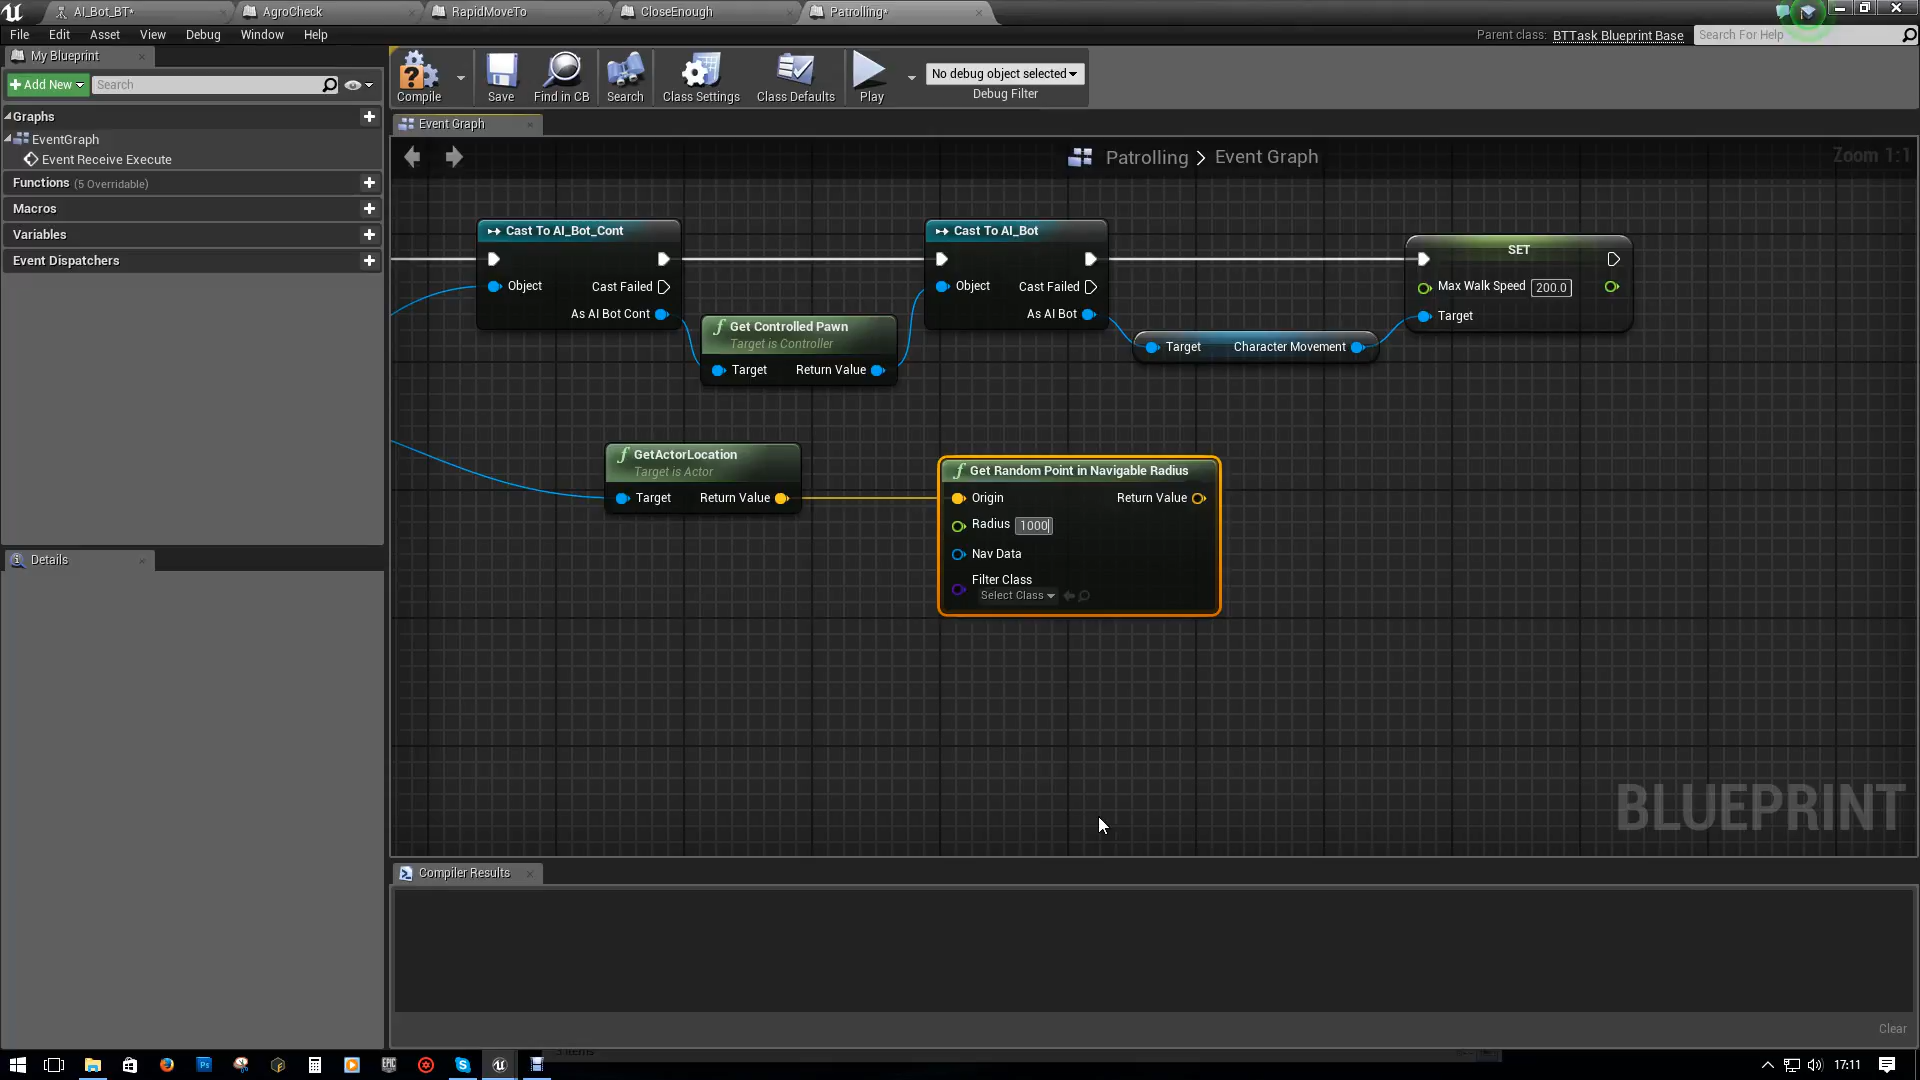 AI_Bot_BT*
AgroCheck
RapidMoveTo
CloseEnough
Patrolling*
File
Edit
Asset
View
Debug
Window
Help
Parent class:
BTTask Blueprint Base
Search For Help
My Blueprint
Add New
Search
Compile
Save
Find in CB
Search
Class Settings
Class Defaults
Play
No debug object selected
Debug Filter
Graphs
EventGraph
Event Receive Execute
Functions (5 Overridable)
Macros
Variables
Event Dispatchers
Details
Event Graph
Patrolling > Event Graph
Zoom 1:1
Cast To AI_Bot_Cont
Object
Cast Failed
As AI Bot Cont
Get Controlled Pawn
Target is Controller
Target
Return Value
Cast To AI_Bot
Object
Cast Failed
As AI Bot
Target
Character Movement
SET
Max Walk Speed 200.0
Target
GetActorLocation
Target is Actor
Target
Return Value
Get Random Point in Navigable Radius
Origin
Return Value
Radius 1000
Nav Data
Filter Class
Select Class
BLUEPRINT
Compiler Results
Clear
17:11